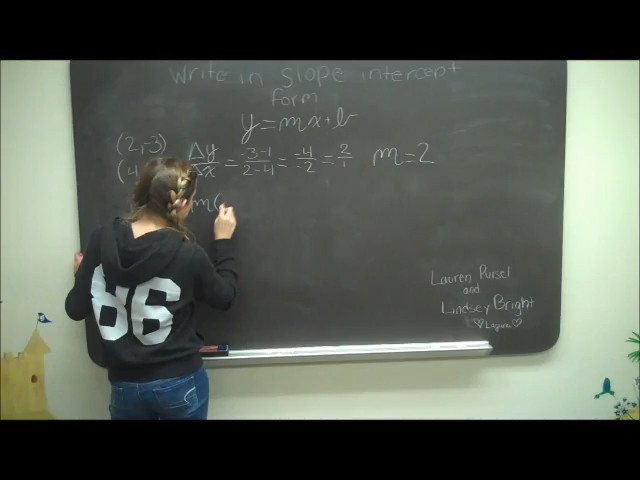 Write in slope intercept
form
y=mx+b
(2,-3) Δy/Δx = -3-1/2-4 = -4/-2 = 2/1 m=2
(4
m(
Lauren Pursel
and
Lindsey Bright
♡Laguna♡
66